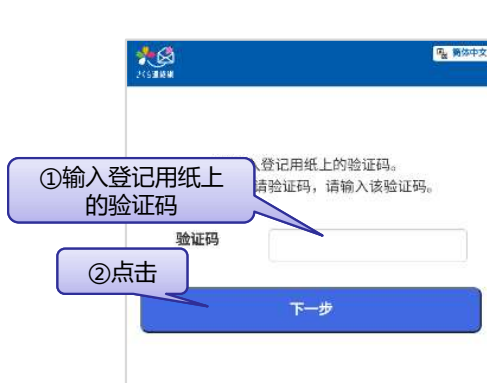 さくら連絡網
简体中文
入登记用纸上的验证码。
请验证码，请输入该验证码。
①输入登记用纸上
的验证码
验证码
②点击
下一步